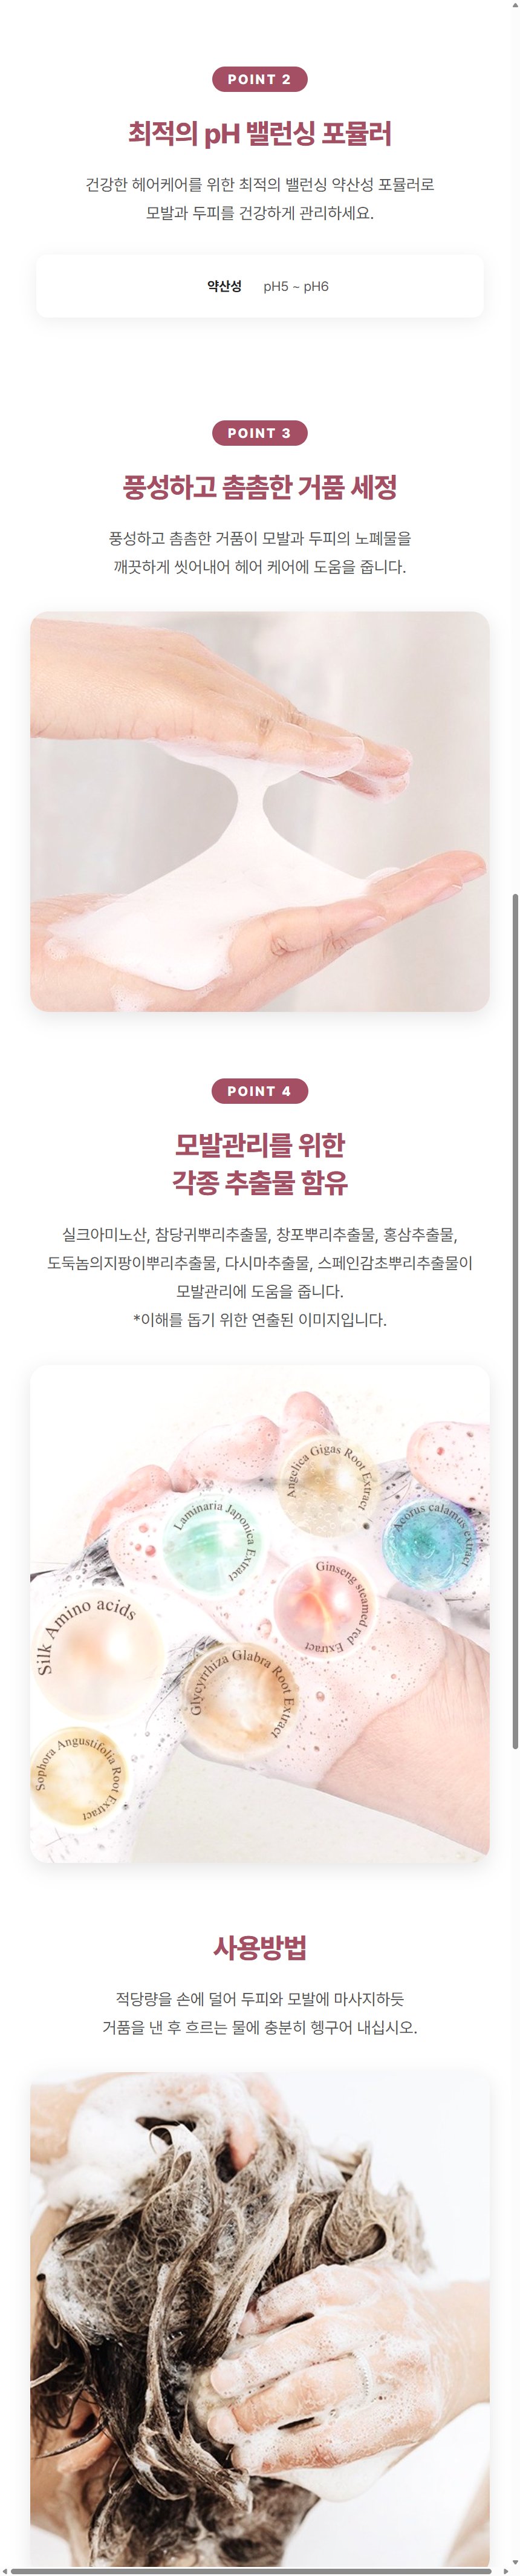 POINT 2
최적의 pH 밸런싱 포뮬러
건강한 헤어케어를 위한 최적의 밸런싱 약산성 포뮬러로
모발과 두피를 건강하게 관리하세요.
약산성 pH5 ~ pH6
POINT 3
풍성하고 촘촘한 거품 세정
풍성하고 촘촘한 거품이 모발과 두피의 노폐물을
깨끗하게 씻어내어 헤어 케어에 도움을 줍니다.
POINT 4
모발관리를 위한
각종 추출물 함유
실크아미노산, 참당귀뿌리추출물, 창포뿌리추출물, 홍삼추출물,
도둑놈의지팡이뿌리추출물, 다시마추출물, 스페인감초뿌리추출물이
모발관리에 도움을 줍니다.
*이해를 돕기 위한 연출된 이미지입니다.
Angelica Gigas Root Extract
Laminaria Japonica Extract
Acorus calamus extract
Ginseng steamed red Extract
Silk Amino acids
Glycyrrhiza Glabra Root Extract
Sophora Angustifolia Root Extract
사용방법
적당량을 손에 덜어 두피와 모발에 마사지하듯
거품을 낸 후 흐르는 물에 충분히 헹구어 내십시오.